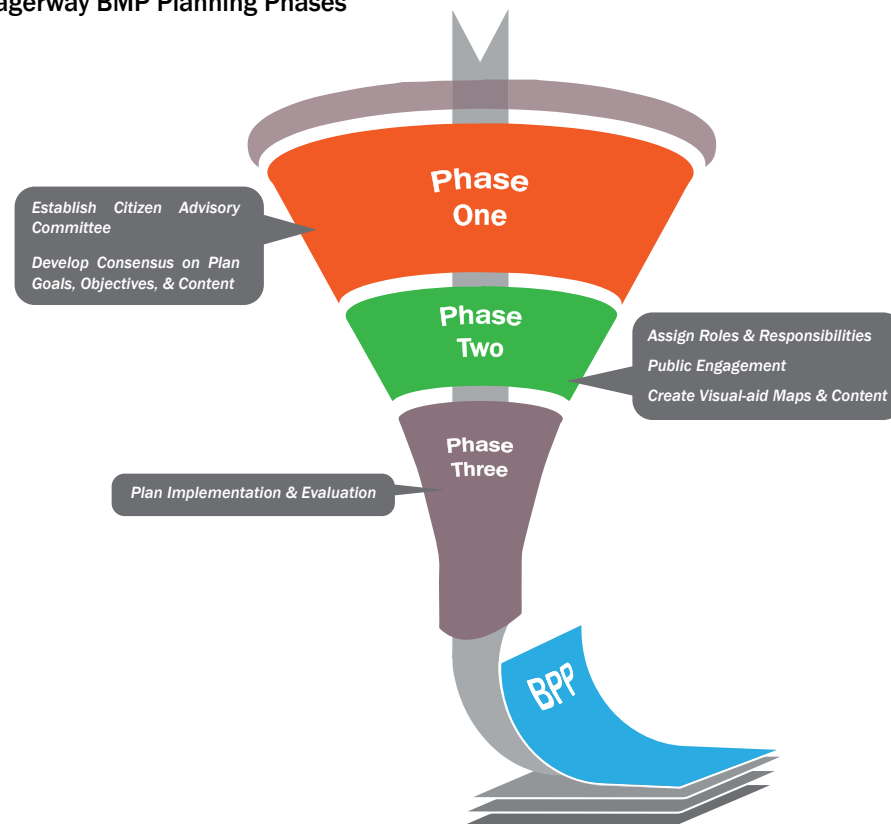 agerway BMP Planning Phases
Phase
One
Establish Citizen Advisory
Committee
Develop Consensus on Plan
Goals, Objectives, & Content
Phase
Two
Assign Roles & Responsibilities
Public Engagement
Create Visual-aid Maps & Content
Phase
Three
Plan Implementation & Evaluation
BPP